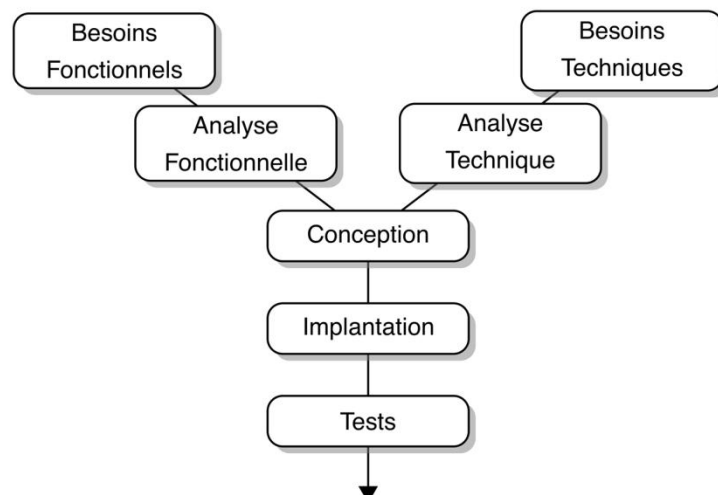 Besoins
Fonctionnels
Besoins
Techniques
Analyse
Fonctionnelle
Analyse
Technique
Conception
Implantation
Tests